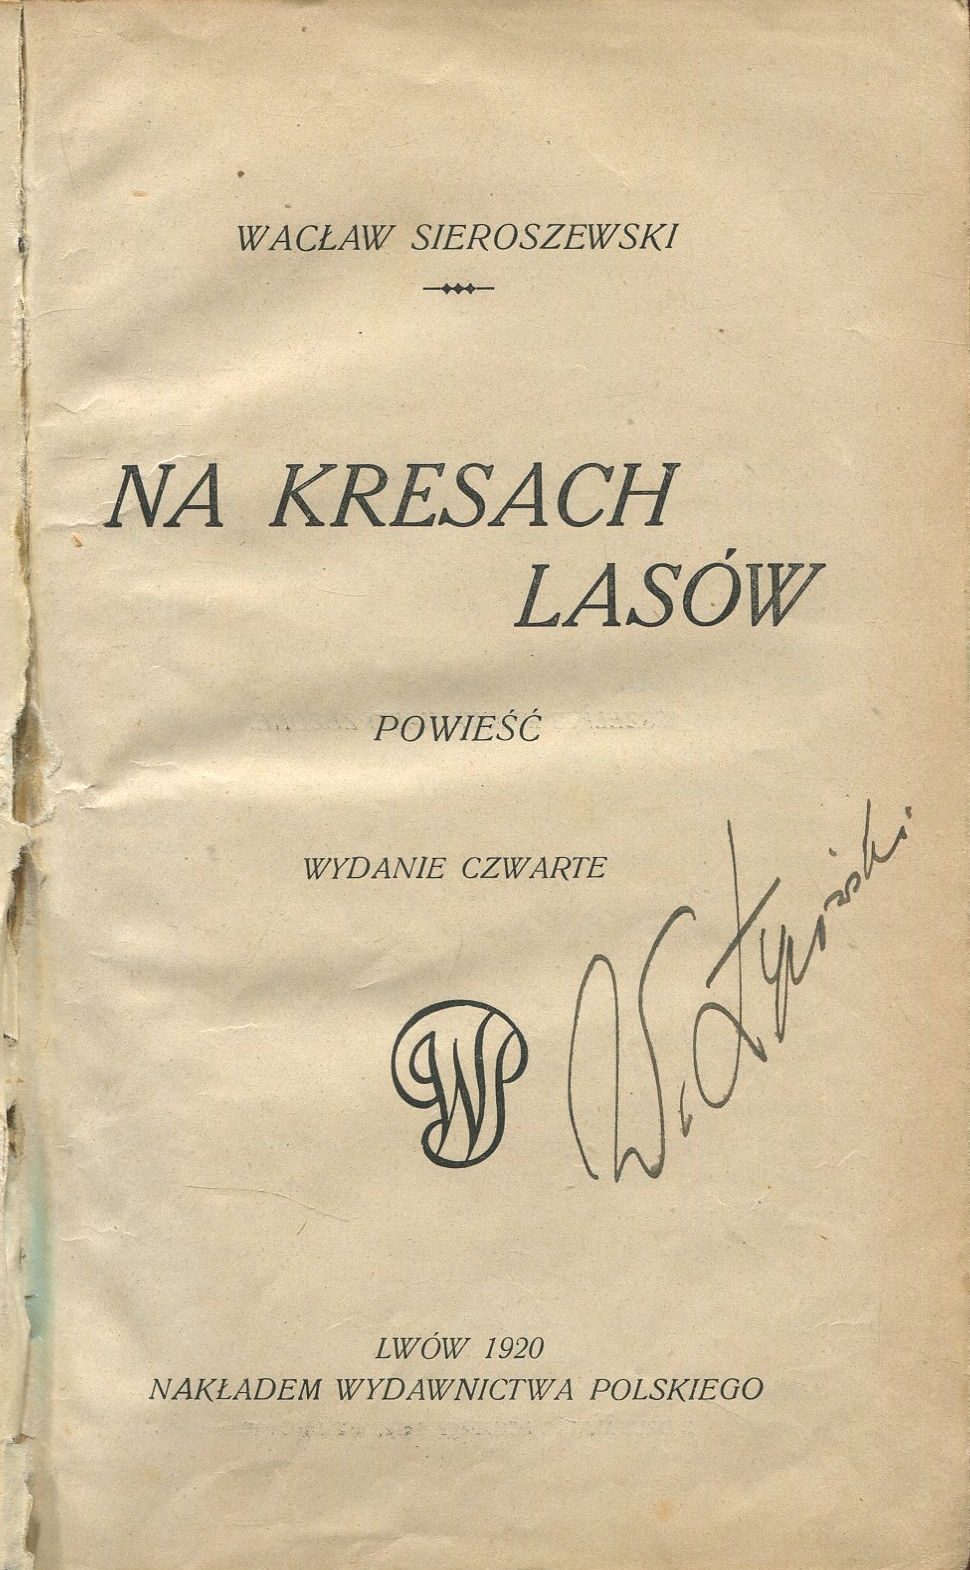 WACŁAW SIEROSZEWSKI
NA KRESACH
LASÓW
POWIEŚĆ
WYDANIE CZWARTE
WP
W.
LWÓW 1920
NAKŁADEM WYDAWNICTWA POLSKIEGO